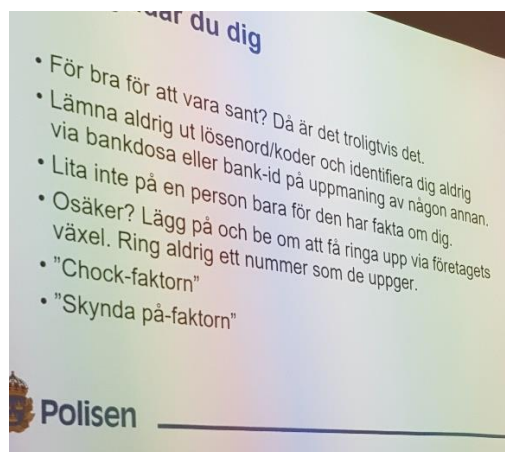 du dig
• För bra för att vara sant? Då är det troligtvis det.
• Lämna aldrig ut lösenord/koder och identifiera dig aldrig
via bankdosa eller bank-id på uppmaning av någon annan.
• Lita inte på en person bara för den har fakta om dig.
• Osäker? Lägg på och be om att få ringa upp via företagets
växel. Ring aldrig ett nummer som de uppger.
• ”Chock-faktorn”
• ”Skynda på-faktorn”
Polisen